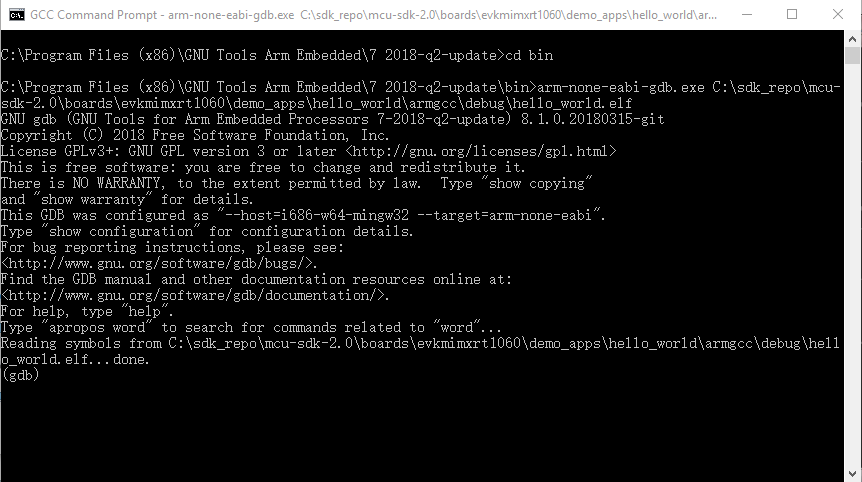 GCC Command Prompt - arm-none-eabi-gdb.exe  C:\sdk_repo\mcu-sdk-2.0\boards\evkmimxrt1060\demo_apps\hello_world\ar...
C:\Program Files (x86)\GNU Tools Arm Embedded\7 2018-q2-update>cd bin
C:\Program Files (x86)\GNU Tools Arm Embedded\7 2018-q2-update\bin>arm-none-eabi-gdb.exe C:\sdk_repo\mcu-
sdk-2.0\boards\evkmimxrt1060\demo_apps\hello_world\armgcc\debug\hello_world.elf
GNU gdb (GNU Tools for Arm Embedded Processors 7-2018-q2-update) 8.1.0.20180315-git
Copyright (C) 2018 Free Software Foundation, Inc.
License GPLv3+: GNU GPL version 3 or later <http://gnu.org/licenses/gpl.html>
This is free software: you are free to change and redistribute it.
There is NO WARRANTY, to the extent permitted by law.  Type "show copying"
and "show warranty" for details.
This GDB was configured as "--host=i686-w64-mingw32 --target=arm-none-eabi".
Type "show configuration" for configuration details.
For bug reporting instructions, please see:
<http://www.gnu.org/software/gdb/bugs/>.
Find the GDB manual and other documentation resources online at:
<http://www.gnu.org/software/gdb/documentation/>.
For help, type "help".
Type "apropos word" to search for commands related to "word"...
Reading symbols from C:\sdk_repo\mcu-sdk-2.0\boards\evkmimxrt1060\demo_apps\hello_world\armgcc\debug\hell
o_world.elf...done.
(gdb)